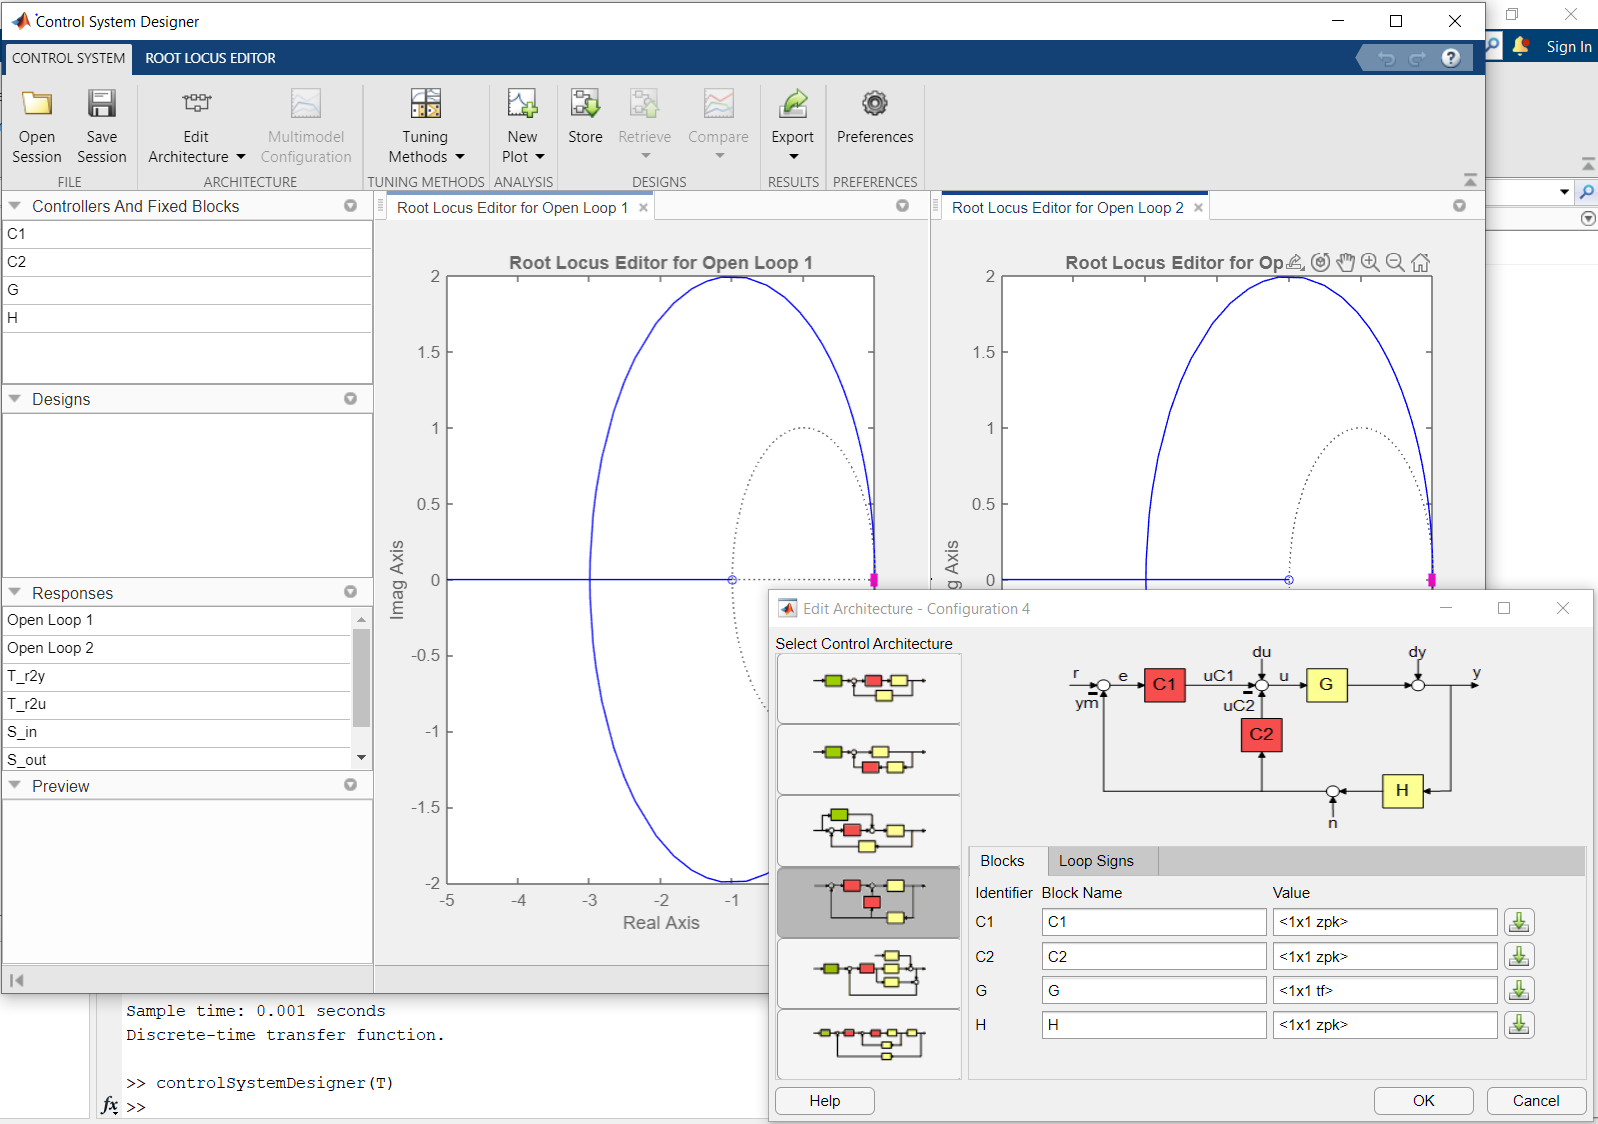 Control System Designer
Sign In
CONTROL SYSTEM
ROOT LOCUS EDITOR
?
Open Session
Save Session
Edit Architecture
Multimodel Configuration
Tuning Methods
New Plot
Store
Retrieve
Compare
Export
Preferences
FILE
ARCHITECTURE
TUNING METHODS
ANALYSIS
DESIGNS
RESULTS
PREFERENCES
Controllers And Fixed Blocks
C1
C2
G
H
Designs
Responses
Open Loop 1
Open Loop 2
T_r2y
T_r2u
S_in
S_out
Preview
Root Locus Editor for Open Loop 1
Root Locus Editor for Open Loop 1
2
1.5
1
0.5
0
-0.5
-1
-1.5
-2
-5
-4
-3
-2
-1
Real Axis
Imag Axis
Root Locus Editor for Open Loop 2
Root Locus Editor for Op
2
1.5
1
0.5
0
g Axis
Sample time: 0.001 seconds
Discrete-time transfer function.
>> controlSystemDesigner(T)
fx >>
Edit Architecture - Configuration 4
Select Control Architecture
r
e
C1
uC1
du
u
G
dy
y
ym
uC2
C2
H
n
Blocks
Loop Signs
Identifier Block Name Value
C1 C1 <1x1 zpk>
C2 C2 <1x1 zpk>
G G <1x1 tf>
H H <1x1 zpk>
Help
OK
Cancel